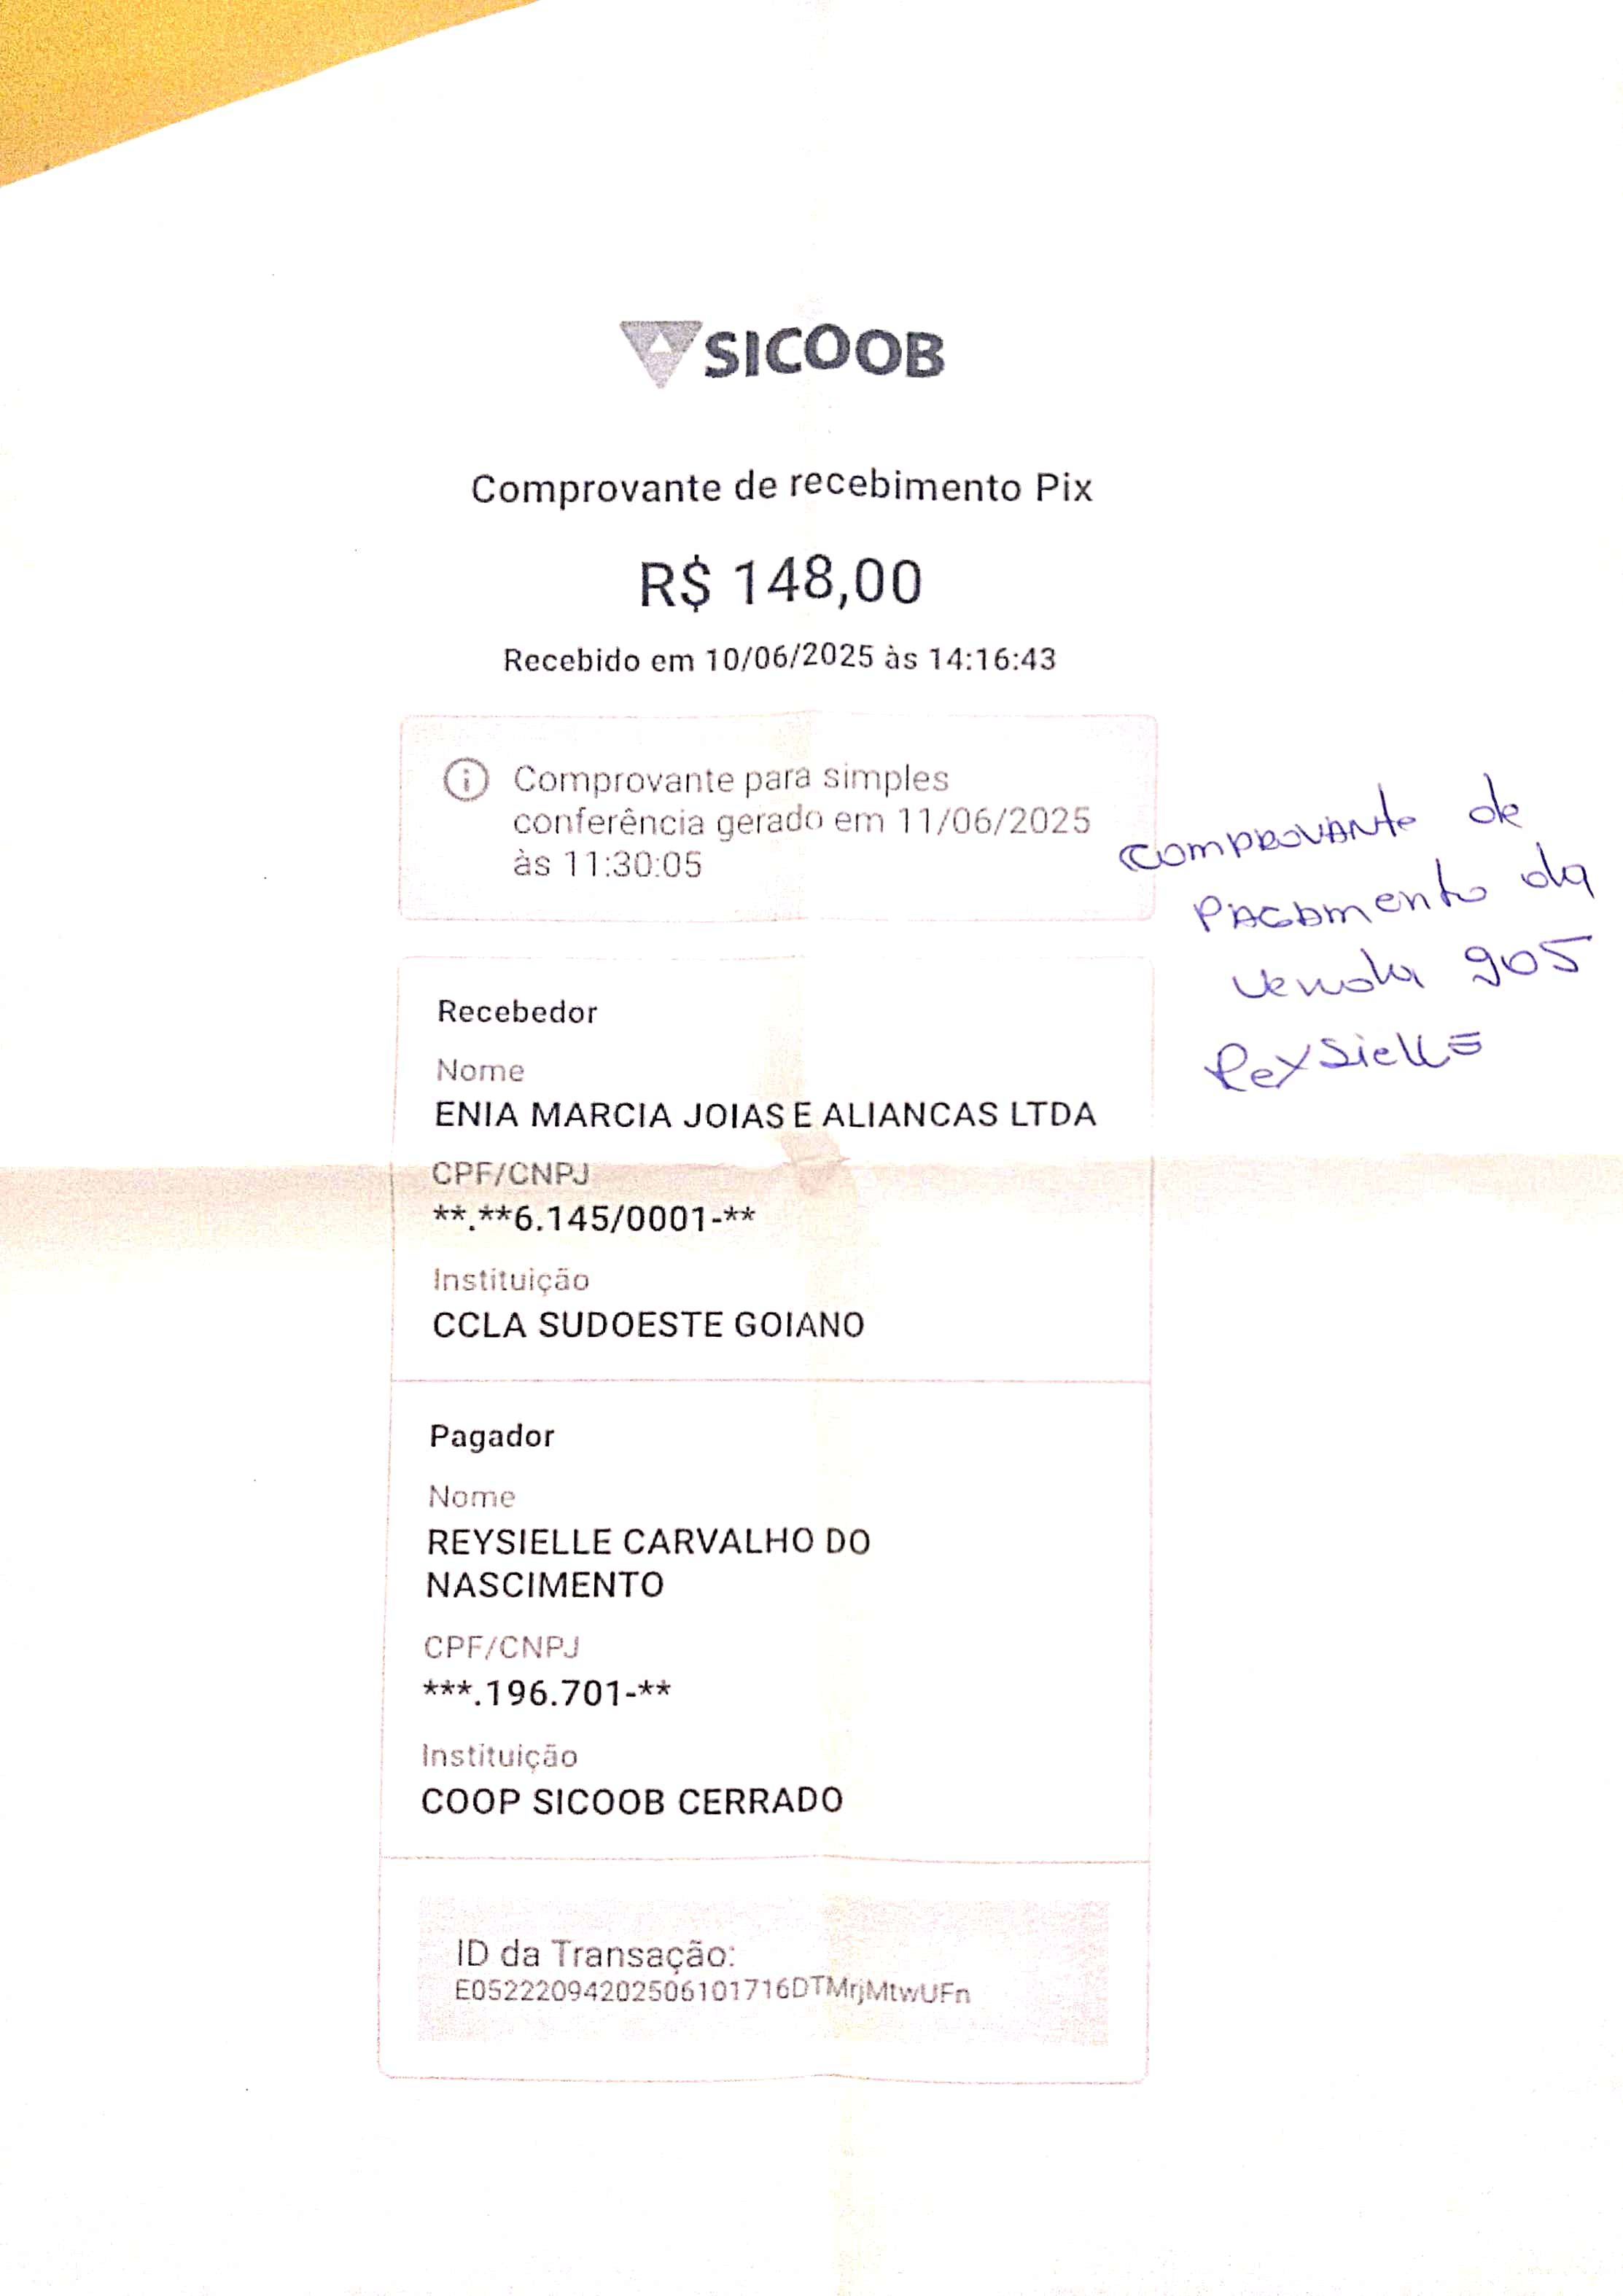 SICOOB
Comprovante de recebimento Pix
R$ 148,00
Recebido em 10/06/2025 às 14:16:43
Comprovante para simples
conferência gerado em 11/06/2025
às 11:30:05
Comprovante de
Pagamento da
Venda 905
Reysielle
Recebedor
Nome
ENIA MARCIA JOIAS E ALIANCAS LTDA
CPF/CNPJ
**.**6.145/0001-**
Instituição
CCLA SUDOESTE GOIANO
Pagador
Nome
REYSIELLE CARVALHO DO
NASCIMENTO
CPF/CNPJ
***.196.701-**
Instituição
COOP SICOOB CERRADO
ID da Transação:
E05222094202506101716DTMrjMtwUFn